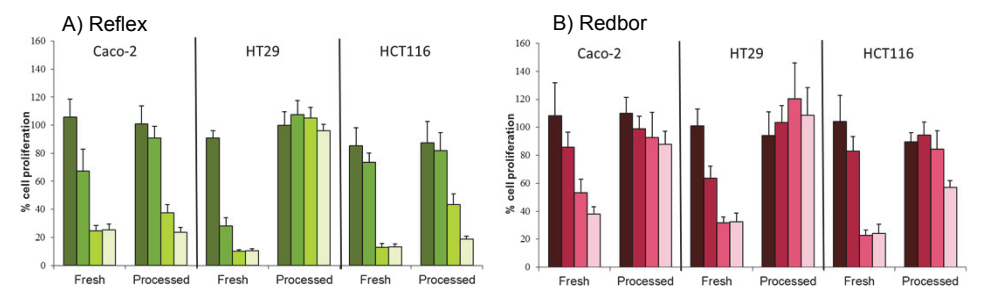 A) Reflex
160
140
120
100
80
60
40
20
0
% cell proliferation
Caco-2
HT29
HCT116
Fresh Processed Fresh Processed Fresh Processed
B) Redbor
160
140
120
100
80
60
40
20
0
% cell proliferation
Caco-2
HT29
HCT116
Fresh Processed Fresh Processed Fresh Processed